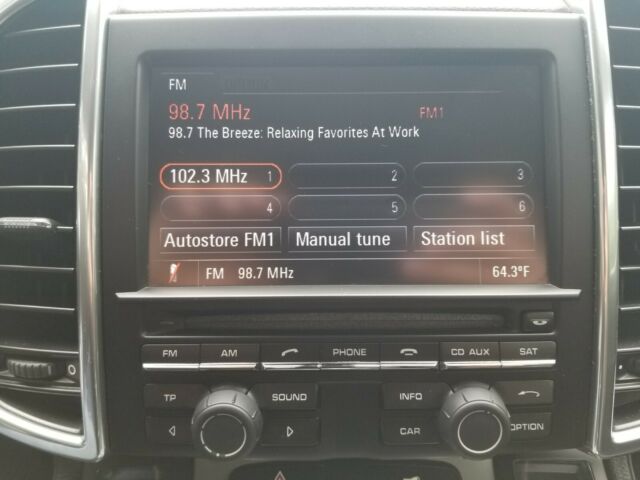 FM
98.7 MHz FM1
98.7 The Breeze: Relaxing Favorites At Work
102.3 MHz 1 2 3
4 5 6
Autostore FM1 Manual tune Station list
FM 98.7 MHz 64.3°F
FM AM PHONE CD AUX SAT
TP SOUND INFO
CAR OPTION